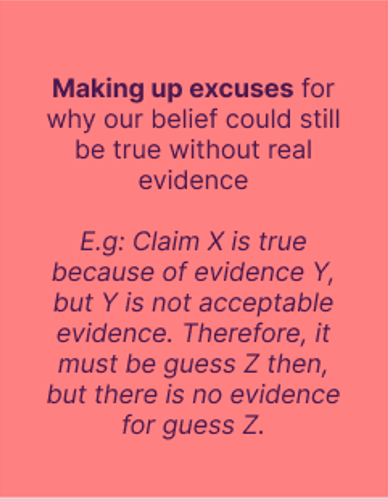 Making up excuses for
why our belief could still
be true without real
evidence
E.g: Claim X is true
because of evidence Y,
but Y is not acceptable
evidence. Therefore, it
must be guess Z then,
but there is no evidence
for guess Z.